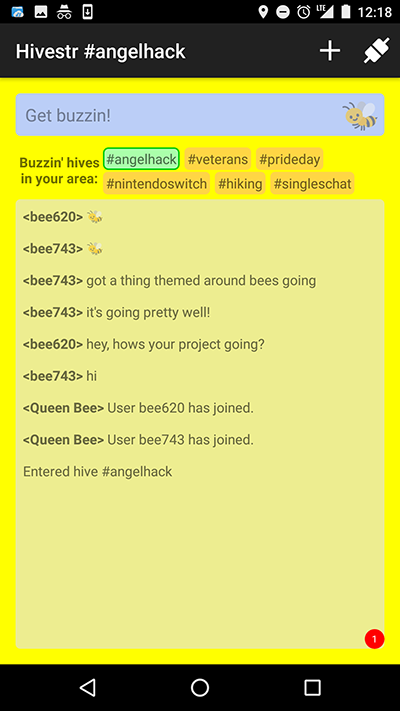 LTE 12:18
Hivestr #angelhack
Get buzzin!
Buzzin' hives in your area:
#angelhack #veterans #prideday
#nintendoswitch #hiking #singleschat
<bee620> 🐝
<bee743> 🐝
<bee743> got a thing themed around bees going
<bee743> it's going pretty well!
<bee620> hey, hows your project going?
<bee743> hi
<Queen Bee> User bee620 has joined.
<Queen Bee> User bee743 has joined.
Entered hive #angelhack
1